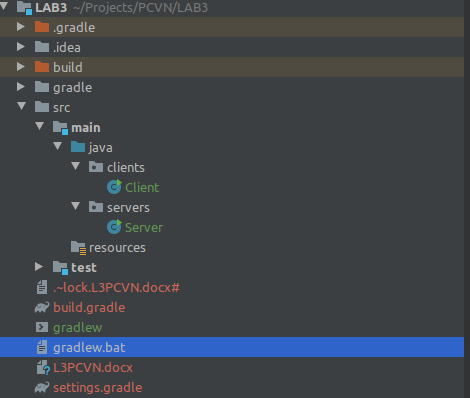 LAB3 ~/Projects/PCVN/LAB3
.gradle
.idea
build
gradle
src
main
java
clients
Client
servers
Server
resources
test
.~lock.L3PCVN.docx#
build.gradle
gradlew
gradlew.bat
L3PCVN.docx
settings.gradle